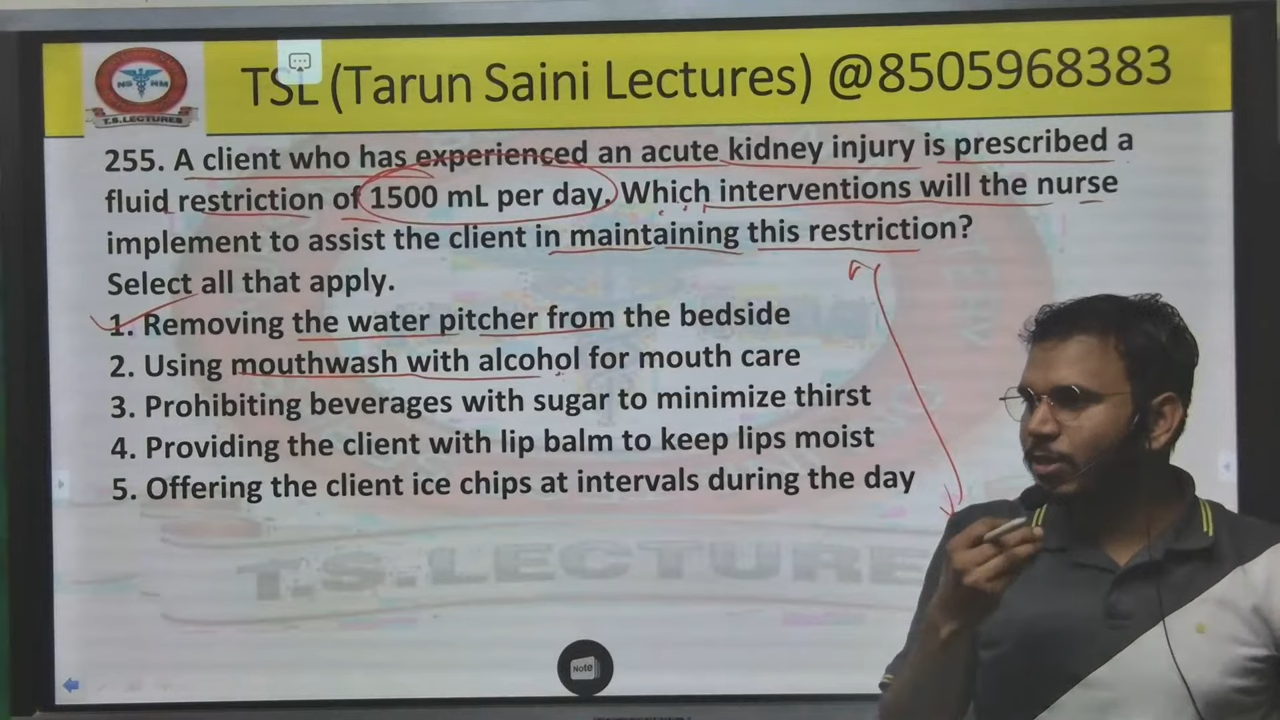 TSL (Tarun Saini Lectures) @8505968383
NS NM
T.S.LECTURES
255. A client who has experienced an acute kidney injury is prescribed a
fluid restriction of 1500 mL per day. Which interventions will the nurse
implement to assist the client in maintaining this restriction?
Select all that apply.
1. Removing the water pitcher from the bedside
2. Using mouthwash with alcohol for mouth care
3. Prohibiting beverages with sugar to minimize thirst
4. Providing the client with lip balm to keep lips moist
5. Offering the client ice chips at intervals during the day
T.S.LECTURE
Note